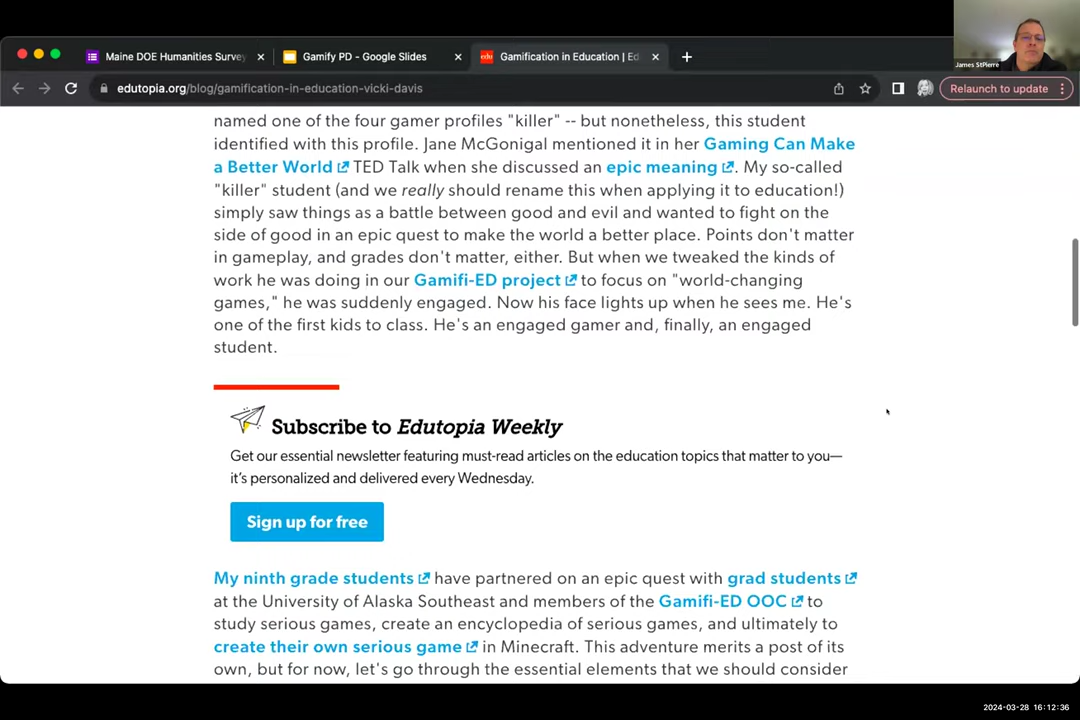 James StPierre
Maine DOE Humanities Survey
Gamify PD - Google Slides
Gamification in Education | Ed
edutopia.org/blog/gamification-in-education-vicki-davis
Relaunch to update
named one of the four gamer profiles "killer" -- but nonetheless, this student
identified with this profile. Jane McGonigal mentioned it in her Gaming Can Make
a Better World TED Talk when she discussed an epic meaning. My so-called
"killer" student (and we really should rename this when applying it to education!)
simply saw things as a battle between good and evil and wanted to fight on the
side of good in an epic quest to make the world a better place. Points don't matter
in gameplay, and grades don't matter, either. But when we tweaked the kinds of
work he was doing in our Gamifi-ED project to focus on "world-changing
games," he was suddenly engaged. Now his face lights up when he sees me. He's
one of the first kids to class. He's an engaged gamer and, finally, an engaged
student.
Subscribe to Edutopia Weekly
Get our essential newsletter featuring must-read articles on the education topics that matter to you—
it's personalized and delivered every Wednesday.
Sign up for free
My ninth grade students have partnered on an epic quest with grad students
at the University of Alaska Southeast and members of the Gamifi-ED OOC to
study serious games, create an encyclopedia of serious games, and ultimately to
create their own serious game in Minecraft. This adventure merits a post of its
own, but for now, let's go through the essential elements that we should consider
2024-03-28 16:12:36